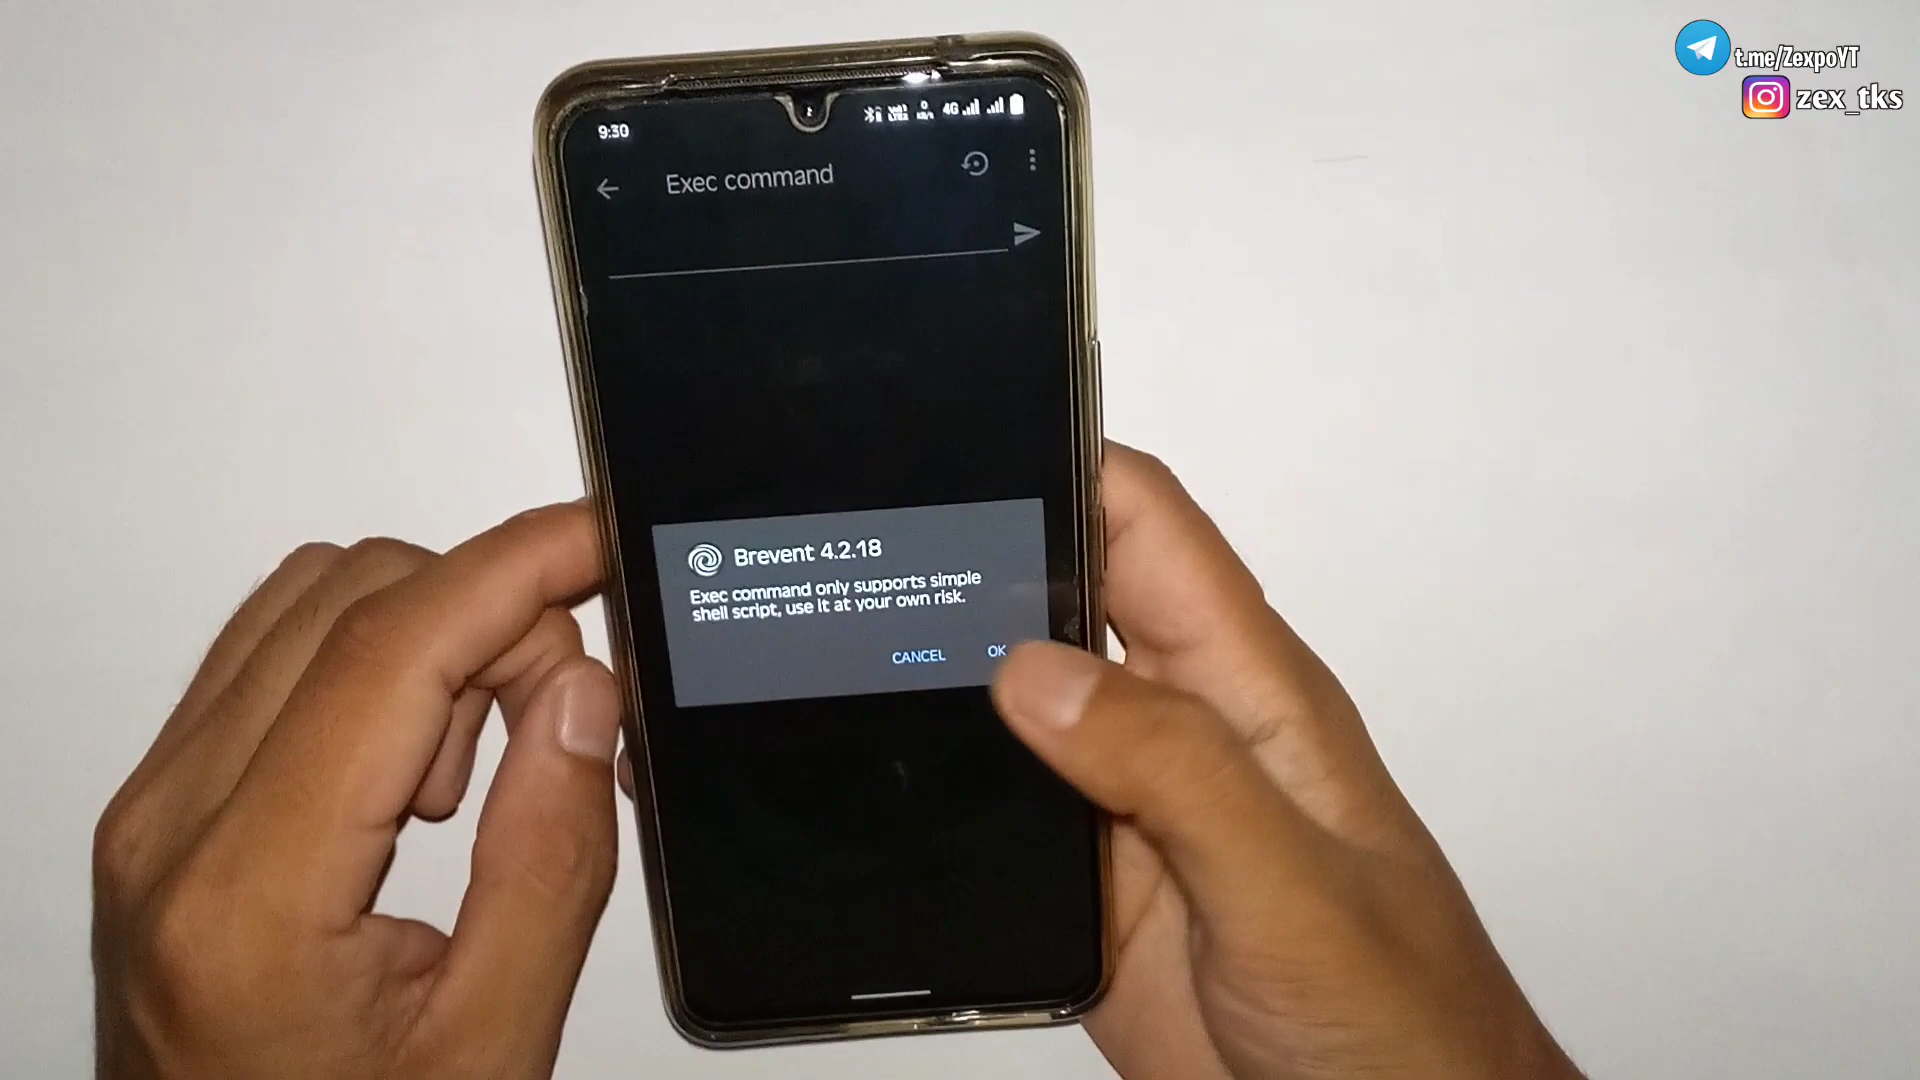 t.me/ZexpoYT
zex_tks
9:30
4G
Exec command
Brevent 4.2.18
Exec command only supports simple
shell script, use it at your own risk.
CANCEL
OK